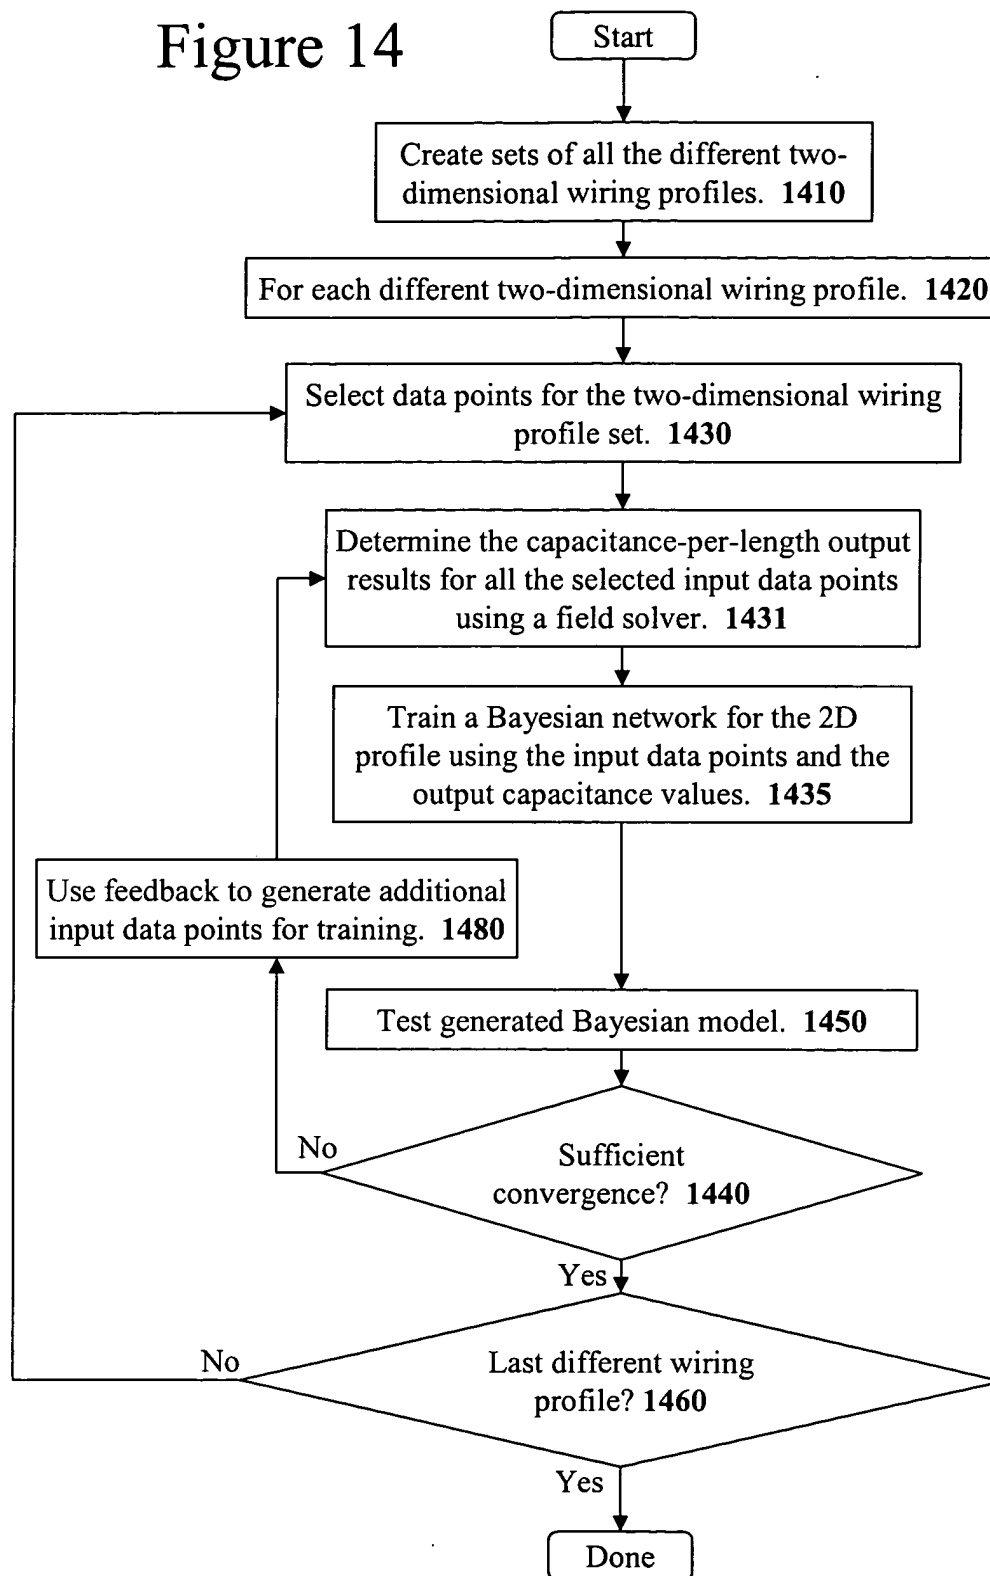 Figure 14
Start
Create sets of all the different two-
dimensional wiring profiles. 1410
For each different two-dimensional wiring profile. 1420
Select data points for the two-dimensional wiring
profile set. 1430
Determine the capacitance-per-length output
results for all the selected input data points
using a field solver. 1431
Train a Bayesian network for the 2D
profile using the input data points and the
output capacitance values. 1435
Use feedback to generate additional
input data points for training. 1480
Test generated Bayesian model. 1450
No
Sufficient
convergence? 1440
Yes
No
Last different wiring
profile? 1460
Yes
Done